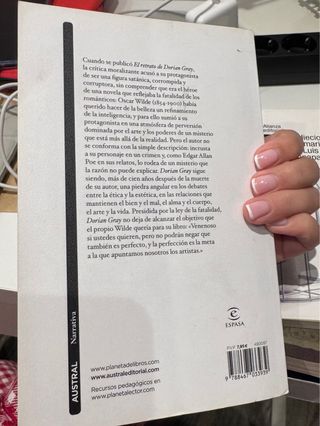 Cuando se publicó El retrato de Dorian Gray,
la crítica moralizante acusó a su protagonista
de ser una figura satánica, corrompida y
corruptora, sin comprender que era el héroe
de una novela que reflejaba la fatalidad de los
románticos: Oscar Wilde (1854-1900) había
querido hacer de la belleza un refinamiento
de la inteligencia, y para ello sumió a su
protagonista en una atmósfera de perversión
dominada por el arte y los poderes de un misterio
que está más allá de la realidad. Pero el autor no
se conforma con la simple descripción: incrusta
a su personaje en un crimen y, como Edgar Allan
Poe en sus relatos, lo rodea de un misterio que
la razón no puede explicar. Dorian Gray sigue
siendo, más de cien años después de la muerte
de su autor, una piedra angular en los debates
entre la ética y la estética, en las relaciones que
mantienen el bien y el mal, el alma y el cuerpo,
el arte y la vida. Presidida por la ley de la fatalidad,
Dorian Gray no deja de alcanzar el objetivo que
el propio Wilde quería para su libro: «Venenoso
si ustedes quieren, pero no podrán negar que
también es perfecto, y la perfección es la meta
a la que apuntamos nosotros los artistas.»
AUSTRAL Narrativa
ESPASA
www.planetadelibros.com
www.australeditorial.com
Recursos pedagógicos en
www.planetalector.com
P.V.P. 7,95 €
9 788467 033939
Alianza
editorial
Luis